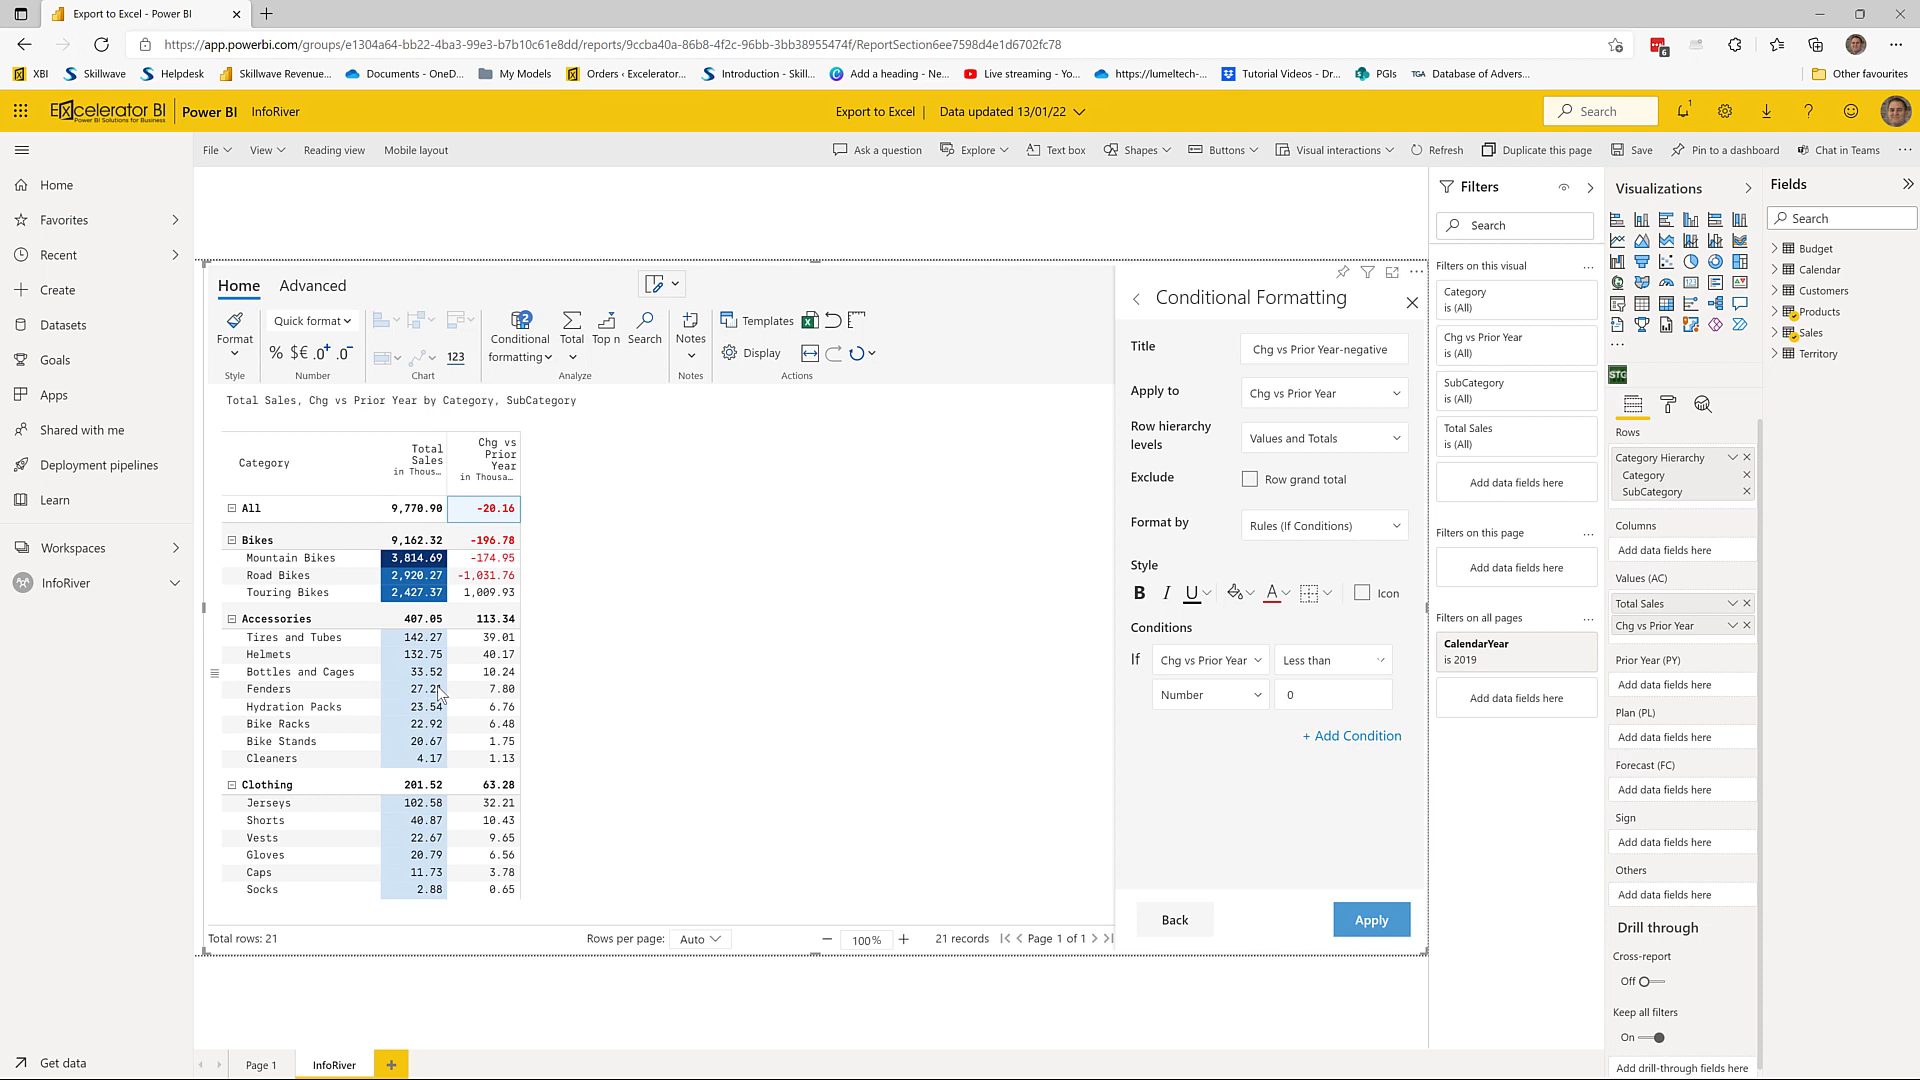 Export to Excel - Power BI
https://app.powerbi.com/groups/e1304a64-bb22-4ba3-99e3-b7b10c61e8dd/reports/9ccba40a-86b8-4f2c-96bb-3bb38955474f/ReportSection6ee7598d4e1d6702fc78
6
XBI
Skillwave
Helpdesk
Skillwave Revenue...
Documents - OneD...
My Models
Orders ‹ Excelerator...
Introduction - Skill...
Add a heading - Ne...
Live streaming - Yo...
https://lumeltech-...
Tutorial Videos - Dr...
PGIs
TGA Database of Advers...
Other favourites
Excelerator BI
Power BI Solutions for Business
Power BI
InfoRiver
Export to Excel
Data updated 13/01/22
Search
1
File
View
Reading view
Mobile layout
Ask a question
Explore
Text box
Shapes
Buttons
Visual interactions
Refresh
Duplicate this page
Save
Pin to a dashboard
Chat in Teams
Home
Favorites
Recent
Create
Datasets
Goals
Apps
Shared with me
Deployment pipelines
Learn
Workspaces
InfoRiver
Get data
Home
Advanced
Format
Style
Quick format
% $€ .0 .0
Number
123
Chart
2
Conditional formatting
Total
Top n
Search
Analyze
Notes
Notes
Templates
Display
Actions
Total Sales, Chg vs Prior Year by Category, SubCategory
Category
Total Sales in Thous...
Chg vs Prior Year in Thousa...
All 9,770.90 -20.16
Bikes 9,162.32 -196.78
Mountain Bikes 3,814.69 -174.95
Road Bikes 2,920.27 -1,031.76
Touring Bikes 2,427.37 1,009.93
Accessories 407.05 113.34
Tires and Tubes 142.27 39.01
Helmets 132.75 40.17
Bottles and Cages 33.52 10.24
Fenders 7.80
Hydration Packs 23.54 6.76
Bike Racks 22.92 6.48
Bike Stands 20.67 1.75
Cleaners 4.17 1.13
Clothing 201.52 63.28
Jerseys 102.58 32.21
Shorts 40.87 10.43
Vests 22.67 9.65
Gloves 20.79 6.56
Caps 11.73 3.78
Socks 2.88 0.65
Total rows: 21
Rows per page:
Auto
100%
21 records
Page 1 of 1
Conditional Formatting
Title
Chg vs Prior Year-negative
Apply to
Chg vs Prior Year
Row hierarchy levels
Values and Totals
Exclude
Row grand total
Format by
Rules (If Conditions)
Style
B I U A
Icon
Conditions
If
Chg vs Prior Year
Less than
Number
0
+ Add Condition
Back
Apply
Filters
Search
Filters on this visual
Category
is (All)
Chg vs Prior Year
is (All)
SubCategory
is (All)
Total Sales
is (All)
Add data fields here
Filters on this page
Add data fields here
Filters on all pages
CalendarYear
is 2019
Add data fields here
Visualizations
STG
Rows
Category Hierarchy
Category
SubCategory
Columns
Add data fields here
Values (AC)
Total Sales
Chg vs Prior Year
Prior Year (PY)
Add data fields here
Plan (PL)
Add data fields here
Forecast (FC)
Add data fields here
Sign
Add data fields here
Others
Add data fields here
Drill through
Cross-report
Off
Keep all filters
On
Add drill-through fields here
Fields
Search
Budget
Calendar
Customers
Products
Sales
Territory
Page 1
InfoRiver